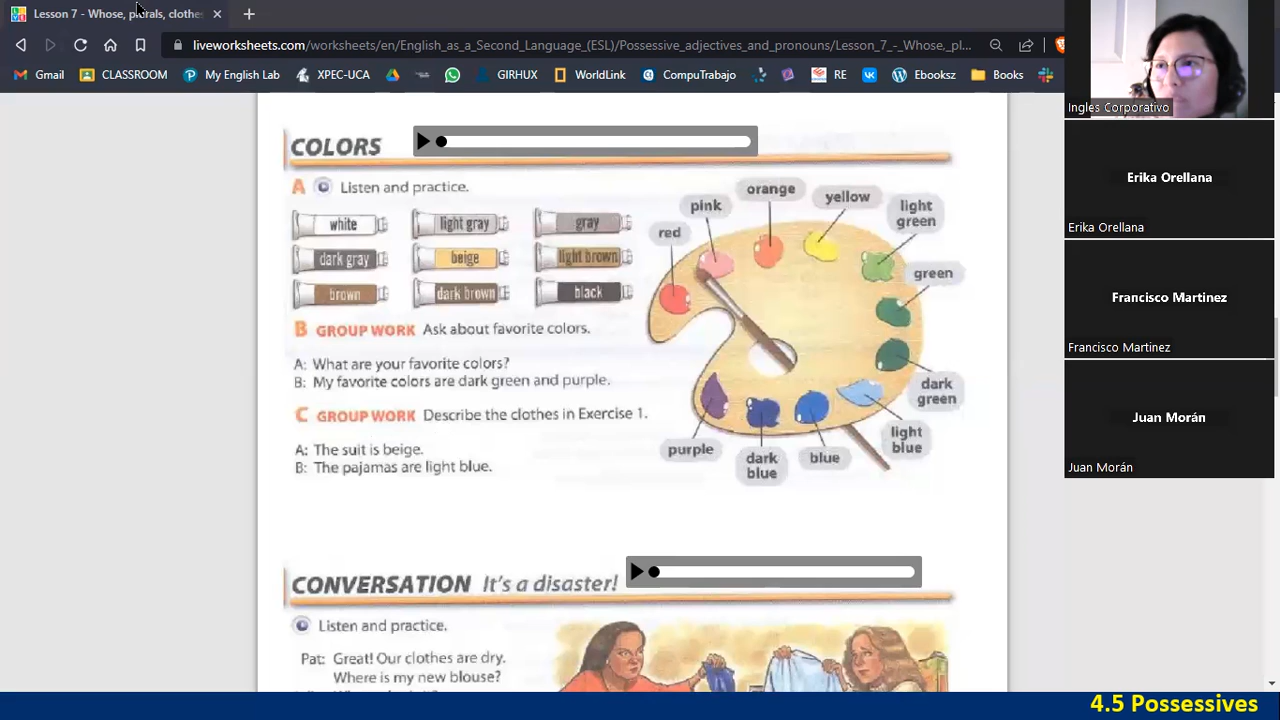 Lesson 7 - Whose, plurals, clothes
liveworksheets.com/worksheets/en/English_as_a_Second_Language_(ESL)/Possessive_adjectives_and_pronouns/Lesson_7_-_Whose,_pl...
Gmail
CLASSROOM
My English Lab
XPEC-UCA
GIRHUX
WorldLink
CompuTrabajo
RE
Ebooksz
Books
COLORS
A Listen and practice.
white
light gray
gray
dark gray
beige
light brown
brown
dark brown
black
red
pink
orange
yellow
light green
green
dark green
light blue
blue
dark blue
purple
B GROUP WORK Ask about favorite colors.
A: What are your favorite colors?
B: My favorite colors are dark green and purple.
C GROUP WORK Describe the clothes in Exercise 1.
A: The suit is beige.
B: The pajamas are light blue.
CONVERSATION It's a disaster!
Listen and practice.
Pat: Great! Our clothes are dry.
Where is my new blouse?
Ingles Corporativo
Erika Orellana
Erika Orellana
Francisco Martinez
Francisco Martinez
Juan Morán
Juan Morán
4.5 Possessives